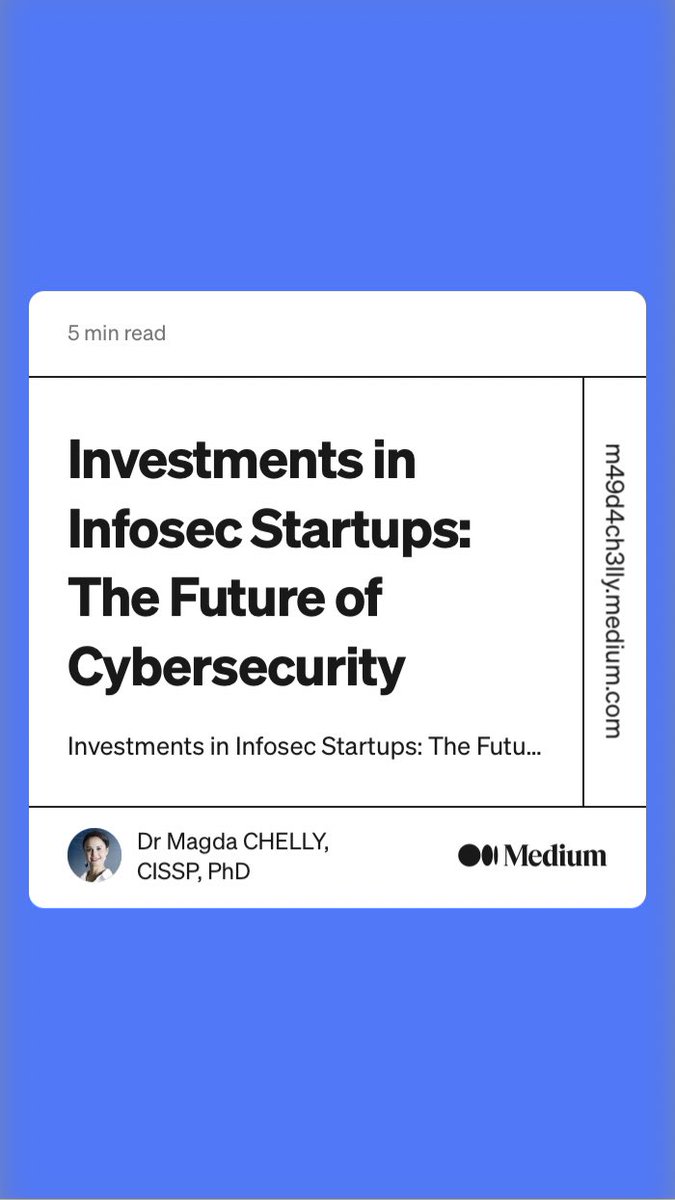 5 min read
Investments in
Infosec Startups:
The Future of
Cybersecurity
Investments in Infosec Startups: The Futu...
m49d4ch3lly.medium.com
Dr Magda CHELLY,
CISSP, PhD
Medium